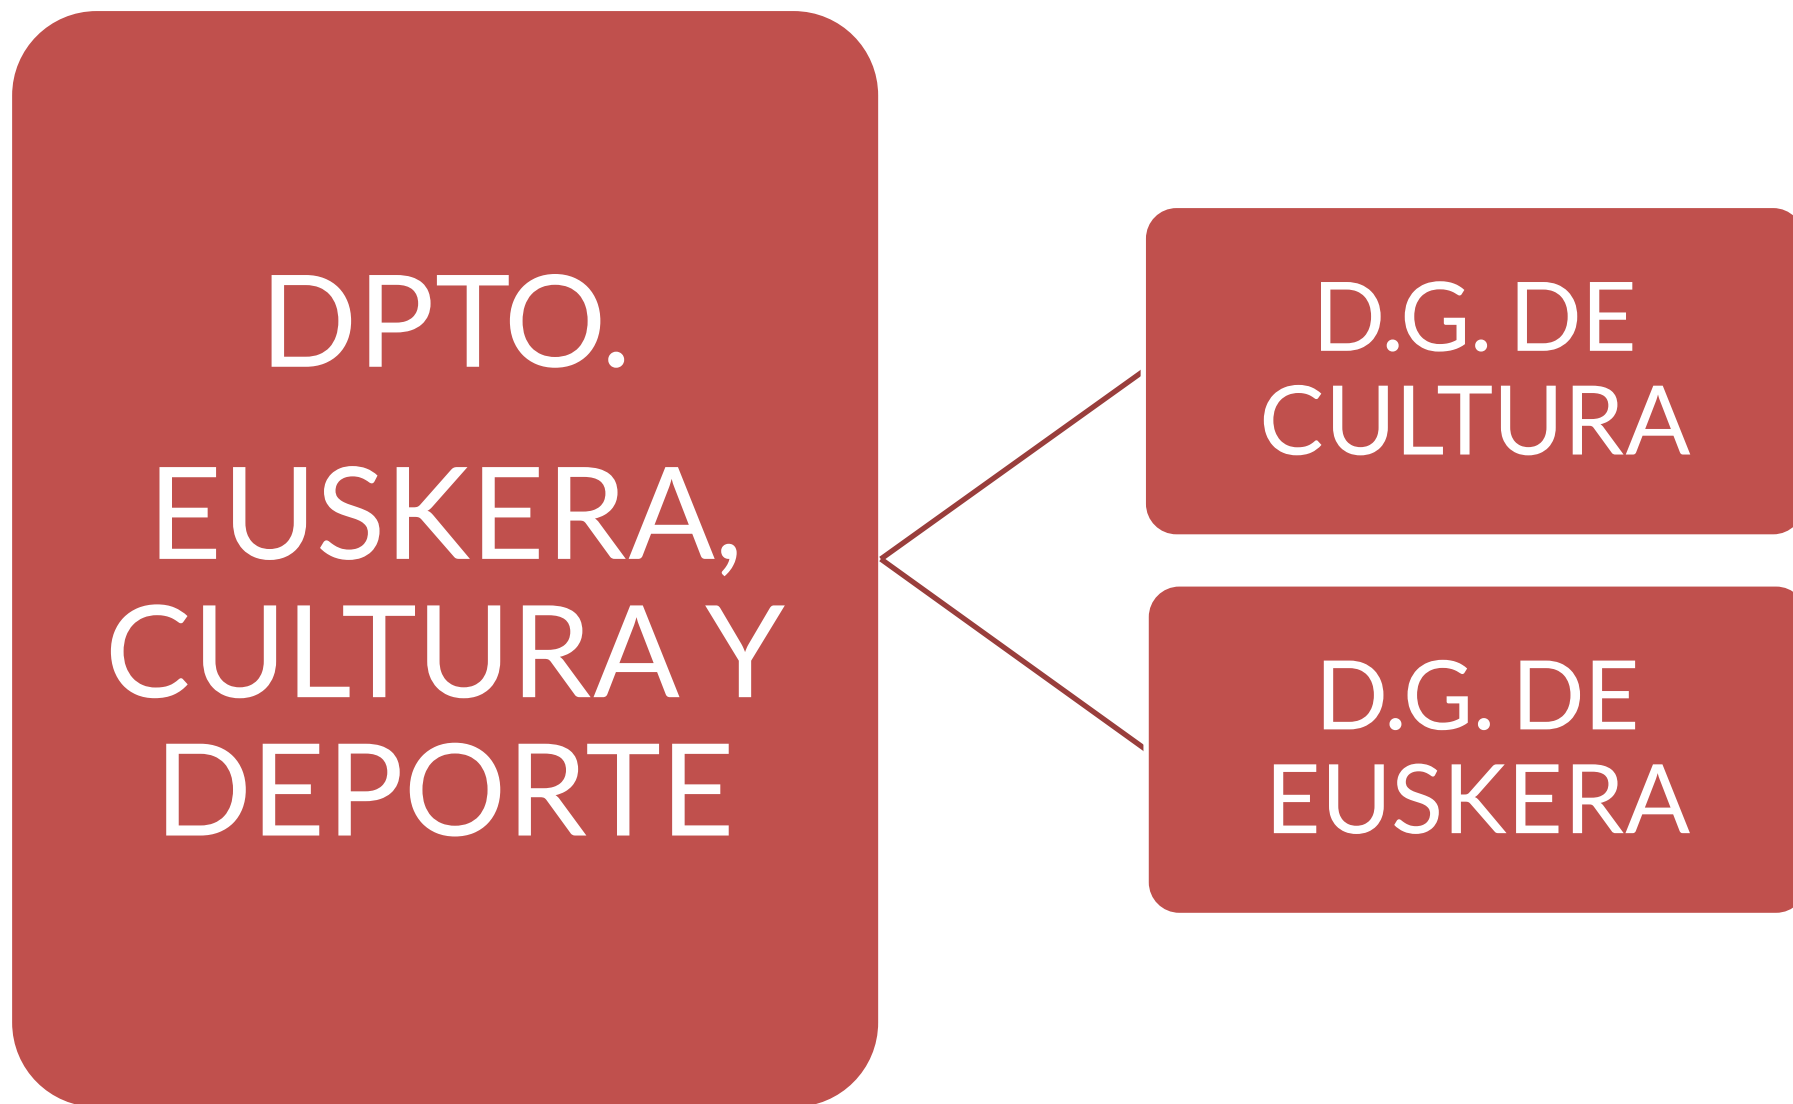 DPTO.
EUSKERA,
CULTURA Y
DEPORTE
D.G. DE
CULTURA
D.G. DE
EUSKERA